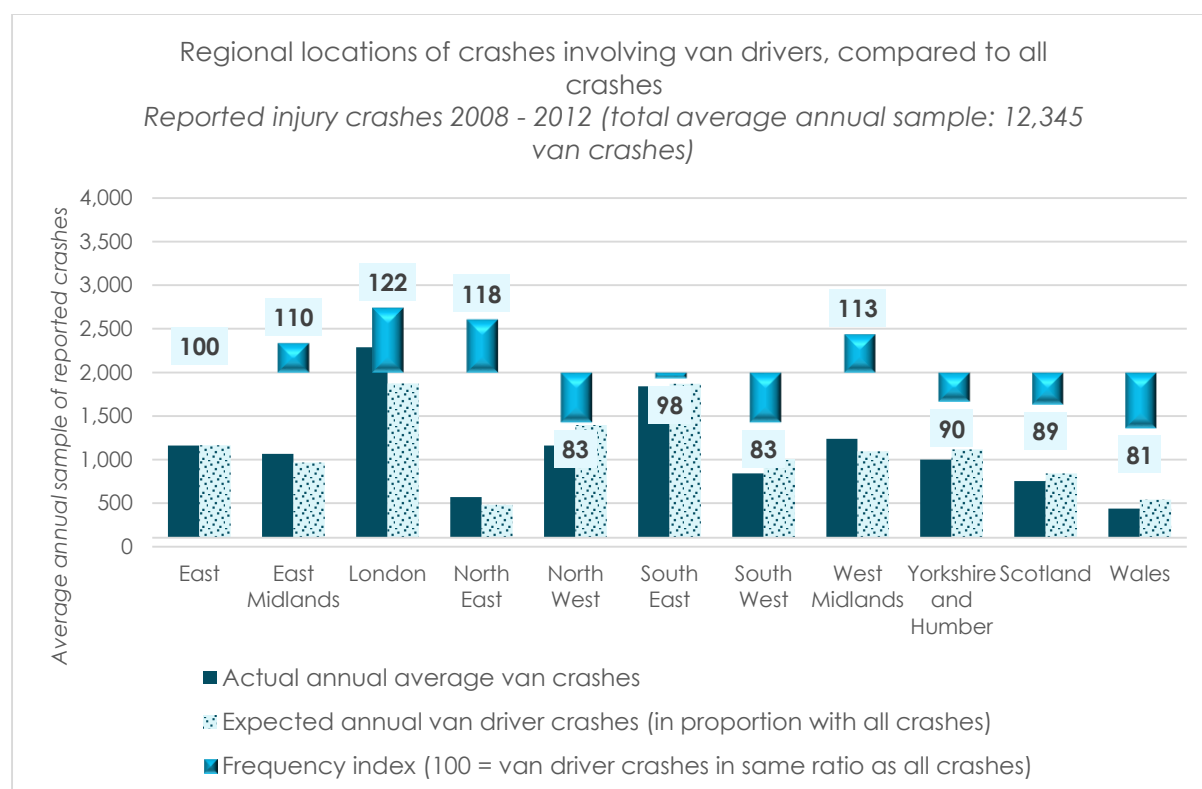 Regional locations of crashes involving van drivers, compared to all
crashes
Reported injury crashes 2008 - 2012 (total average annual sample: 12,345
van crashes)
Average annual sample of reported crashes
4,000
3,500
3,000
2,500
2,000
1,500
1,000
500
0
100
110
122
118
83
98
83
113
90
89
81
East
East
Midlands
London
North
East
North
West
South
East
South
West
West
Midlands
Yorkshire
and
Humber
Scotland
Wales
Actual annual average van crashes
Expected annual van driver crashes (in proportion with all crashes)
Frequency index (100 = van driver crashes in same ratio as all crashes)